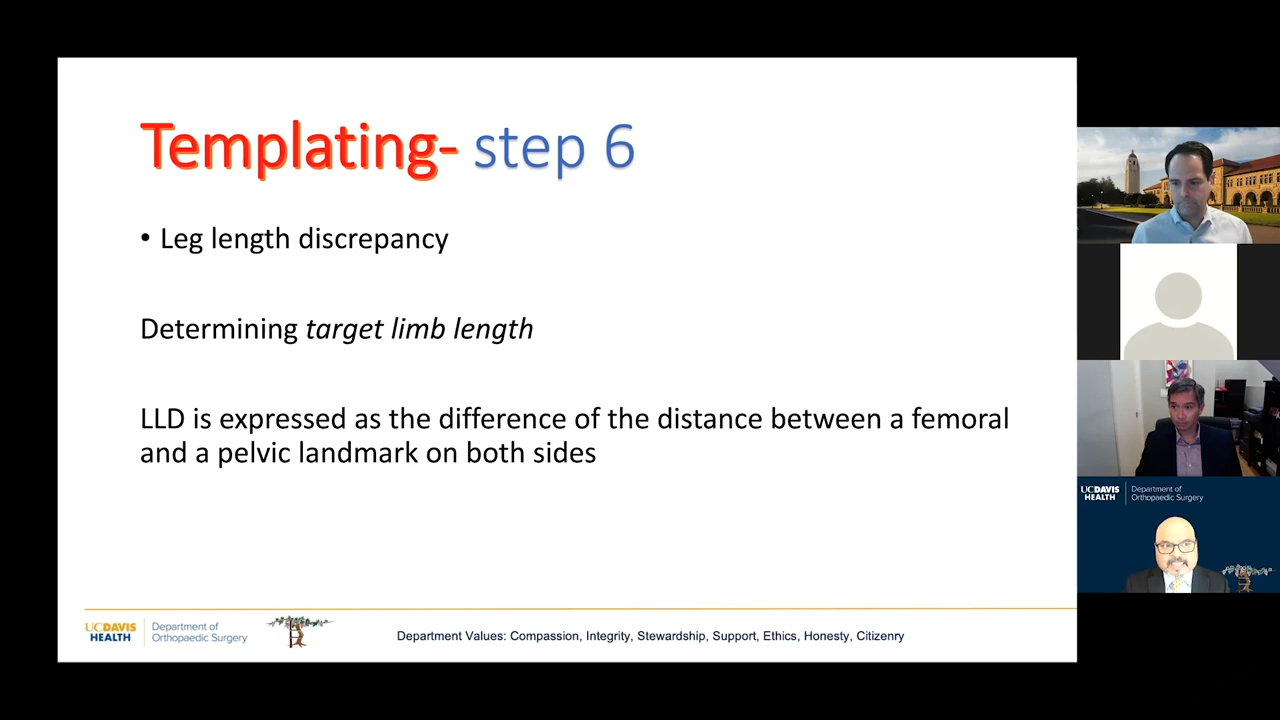 Templating- step 6
• Leg length discrepancy
Determining target limb length
LLD is expressed as the difference of the distance between a femoral
and a pelvic landmark on both sides
UCDAVIS
HEALTH
Department of
Orthopaedic Surgery
Department Values: Compassion, Integrity, Stewardship, Support, Ethics, Honesty, Citizenry
UCDAVIS
HEALTH
Department of
Orthopaedic Surgery